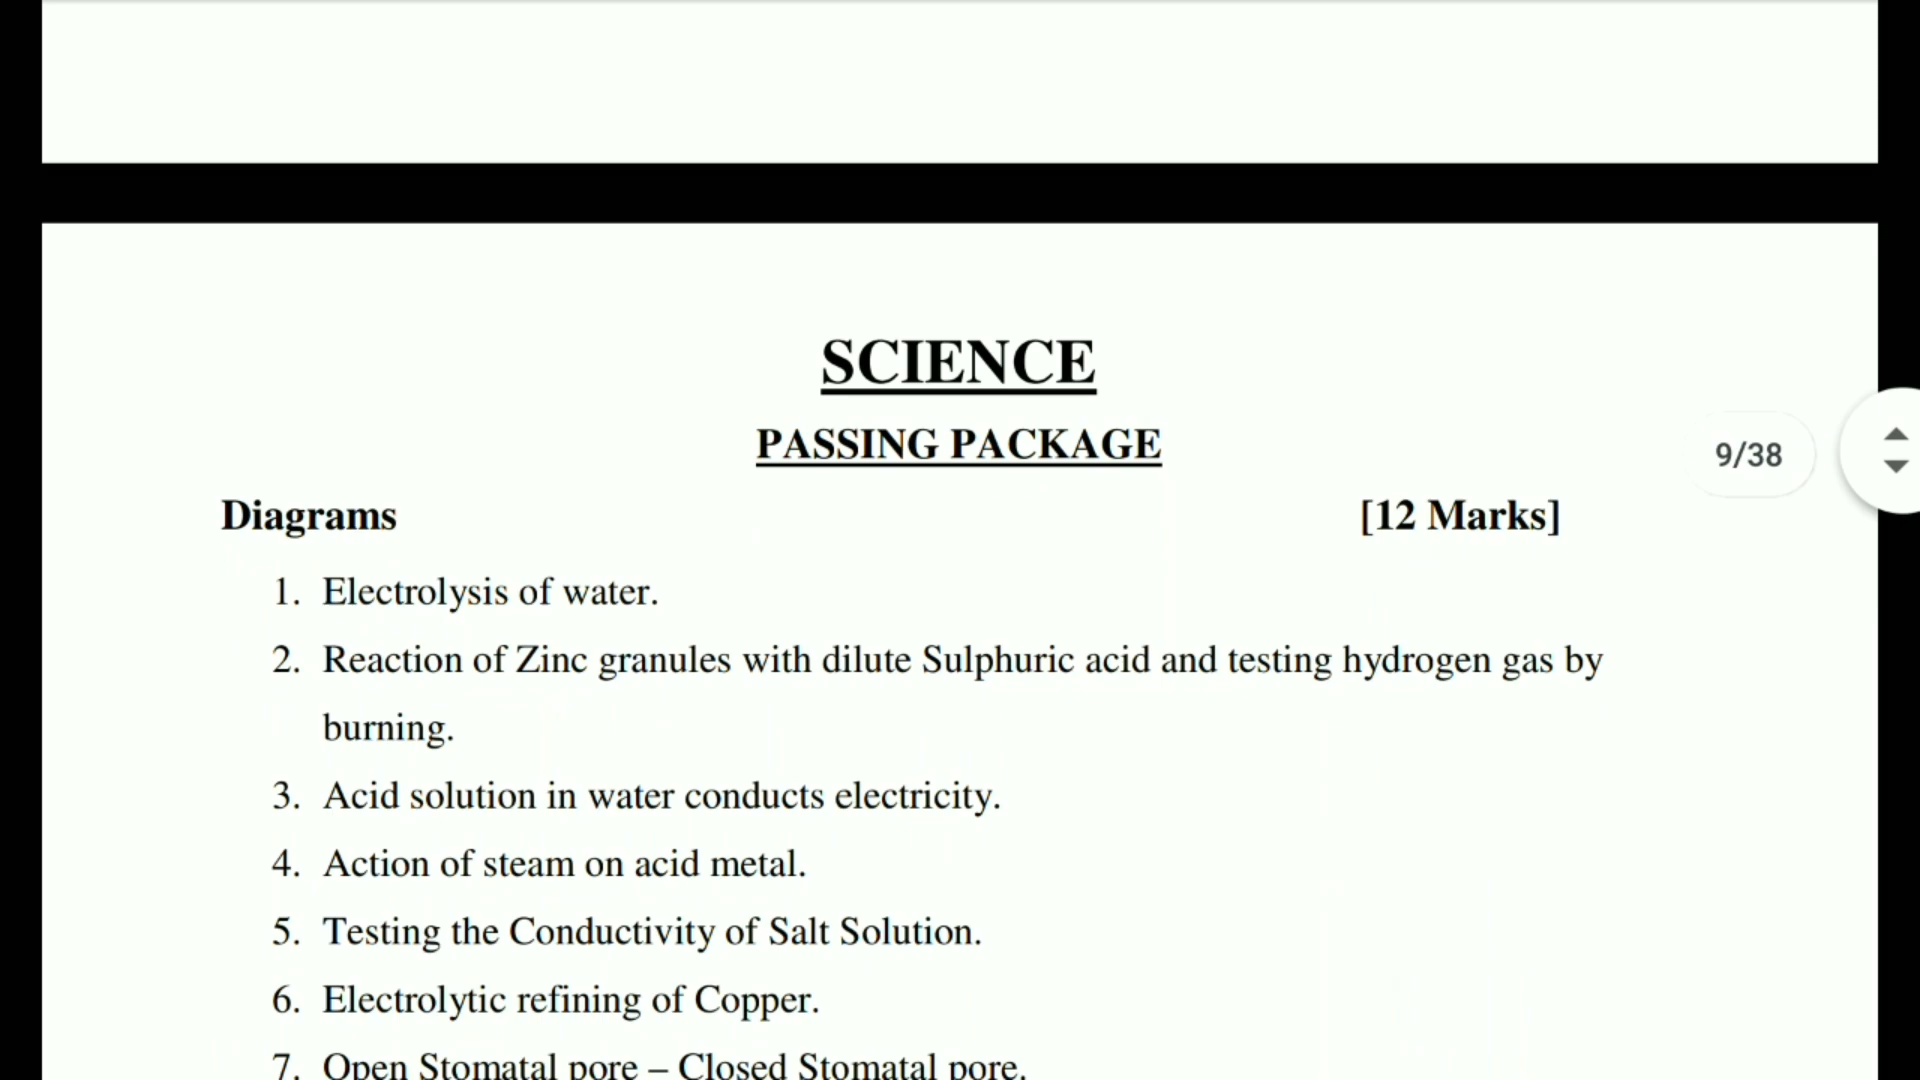 SCIENCE
PASSING PACKAGE
9/38
Diagrams [12 Marks]
1. Electrolysis of water.
2. Reaction of Zinc granules with dilute Sulphuric acid and testing hydrogen gas by
burning.
3. Acid solution in water conducts electricity.
4. Action of steam on acid metal.
5. Testing the Conductivity of Salt Solution.
6. Electrolytic refining of Copper.
7. Open Stomatal pore – Closed Stomatal pore.